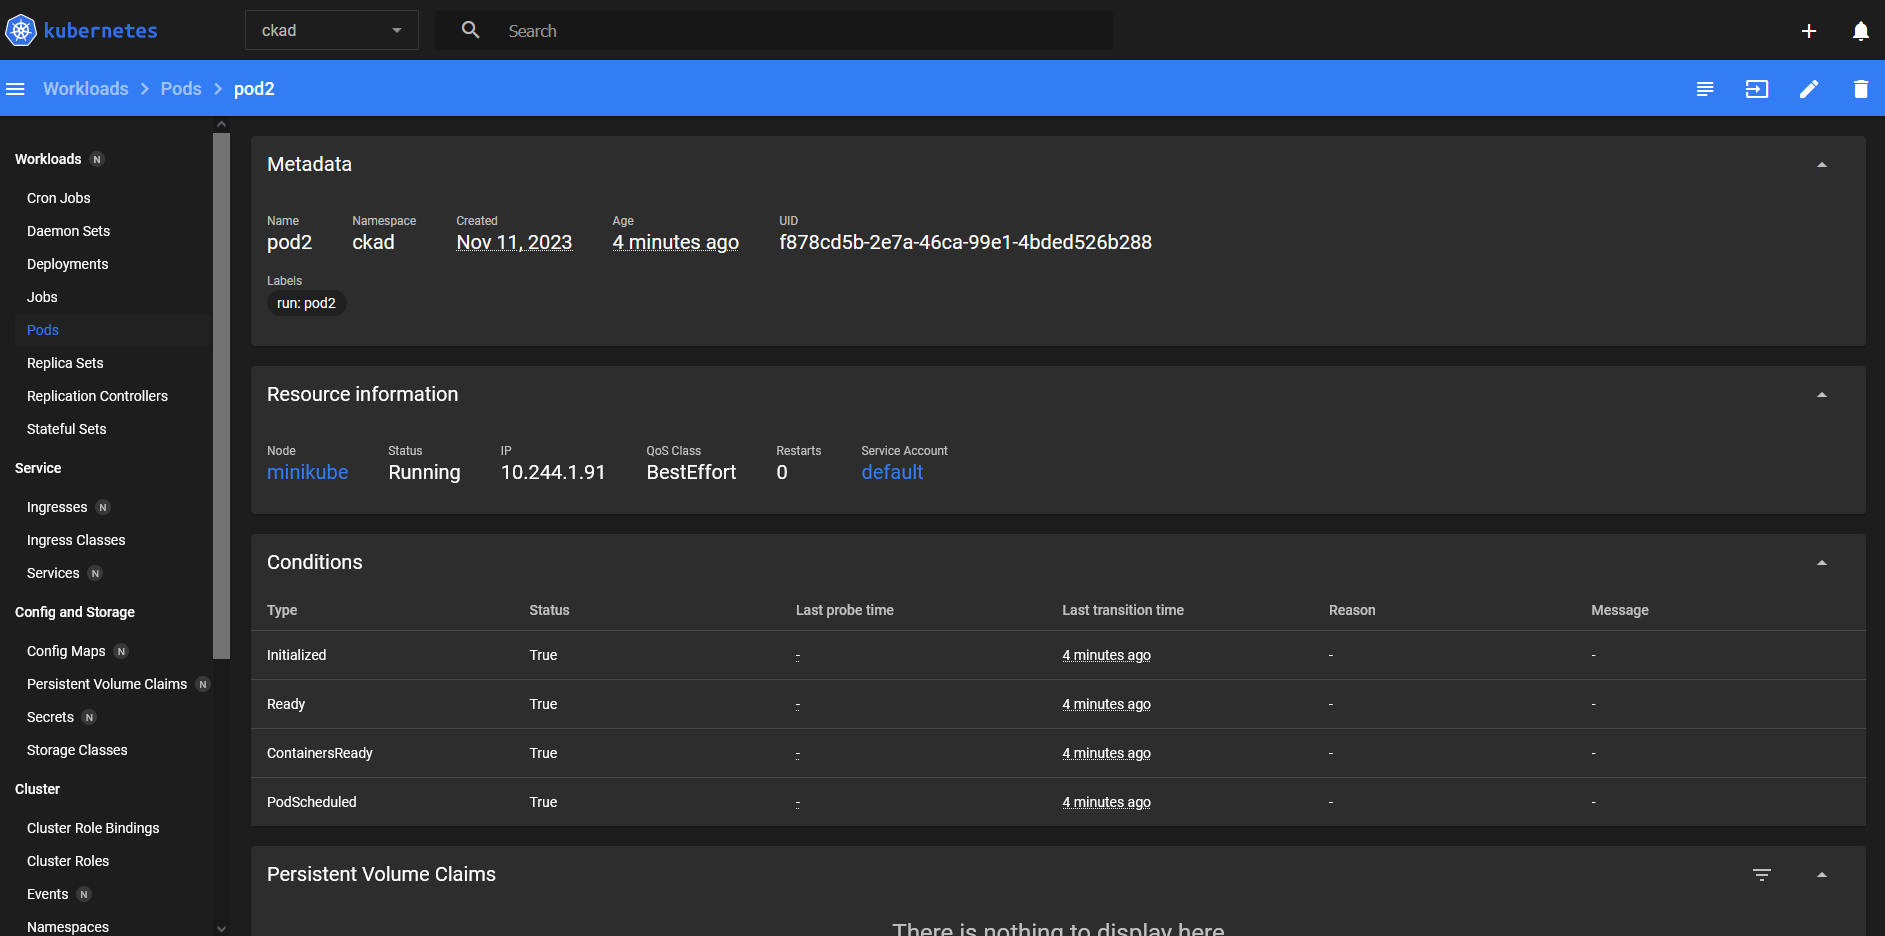 kubernetes
ckad
Search
Workloads
Pods
pod2
Workloads N
Cron Jobs
Daemon Sets
Deployments
Jobs
Pods
Replica Sets
Replication Controllers
Stateful Sets
Service
Ingresses N
Ingress Classes
Services N
Config and Storage
Config Maps N
Persistent Volume Claims N
Secrets N
Storage Classes
Cluster
Cluster Role Bindings
Cluster Roles
Events N
Namespaces
Metadata
Name Namespace Created Age UID
pod2 ckad Nov 11, 2023 4 minutes ago f878cd5b-2e7a-46ca-99e1-4bded526b288
Labels
run: pod2
Resource information
Node Status IP QoS Class Restarts Service Account
minikube Running 10.244.1.91 BestEffort 0 default
Conditions
Type Status Last probe time Last transition time Reason Message
Initialized True - 4 minutes ago - -
Ready True - 4 minutes ago - -
ContainersReady True - 4 minutes ago - -
PodScheduled True - 4 minutes ago - -
Persistent Volume Claims
There is nothing to display here